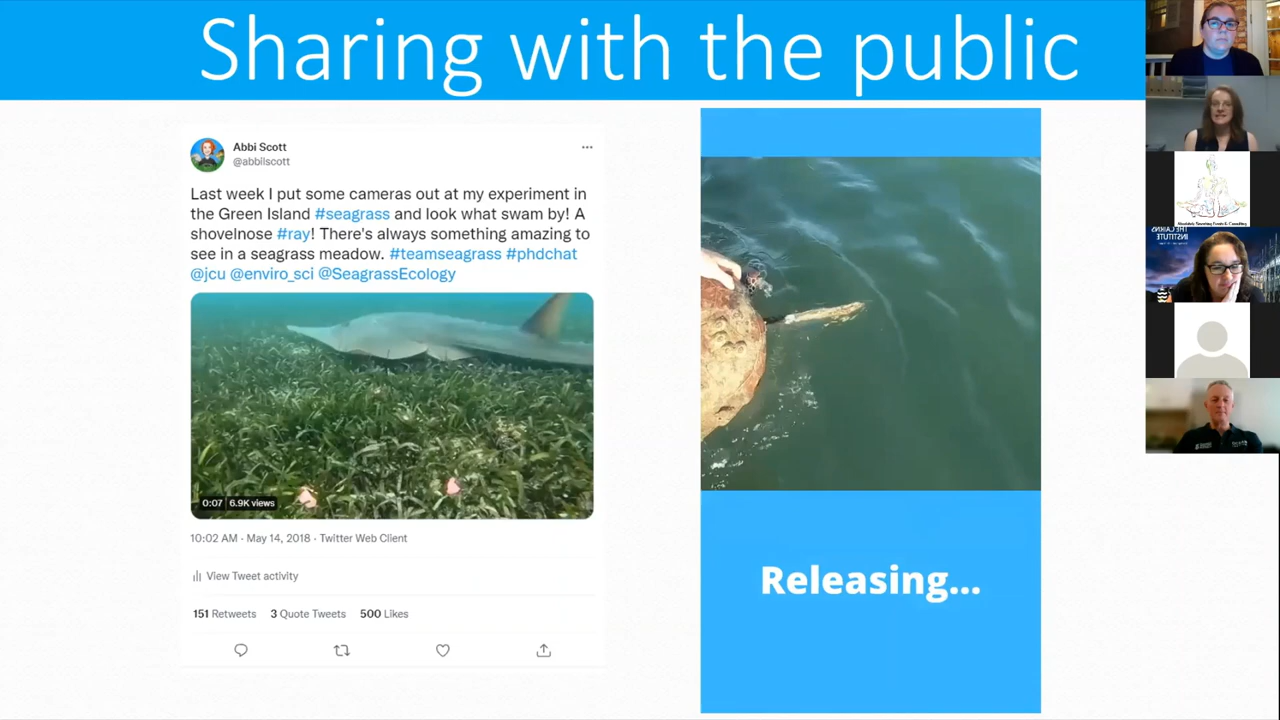 Sharing with the public
Abbi Scott
@abbilscott
Last week I put some cameras out at my experiment in
the Green Island #seagrass and look what swam by! A
shovelnose #ray! There's always something amazing to
see in a seagrass meadow. #teamseagrass #phdchat
@jcu @enviro_sci @SeagrassEcology
0:07 6.9K views
10:02 AM · May 14, 2018 · Twitter Web Client
View Tweet activity
151 Retweets 3 Quote Tweets 500 Likes
Releasing...
THE CAIRNS
INSTITUTE